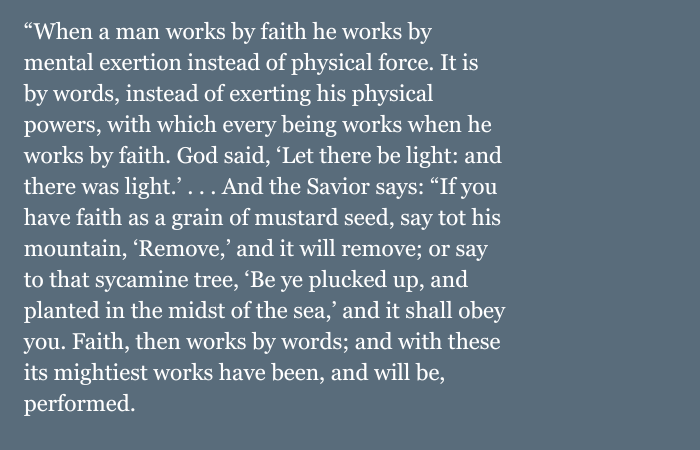 “When a man works by faith he works by
mental exertion instead of physical force. It is
by words, instead of exerting his physical
powers, with which every being works when he
works by faith. God said, ‘Let there be light: and
there was light.’ . . . And the Savior says: “If you
have faith as a grain of mustard seed, say tot his
mountain, ‘Remove,’ and it will remove; or say
to that sycamine tree, ‘Be ye plucked up, and
planted in the midst of the sea,’ and it shall obey
you. Faith, then works by words; and with these
its mightiest works have been, and will be,
performed.